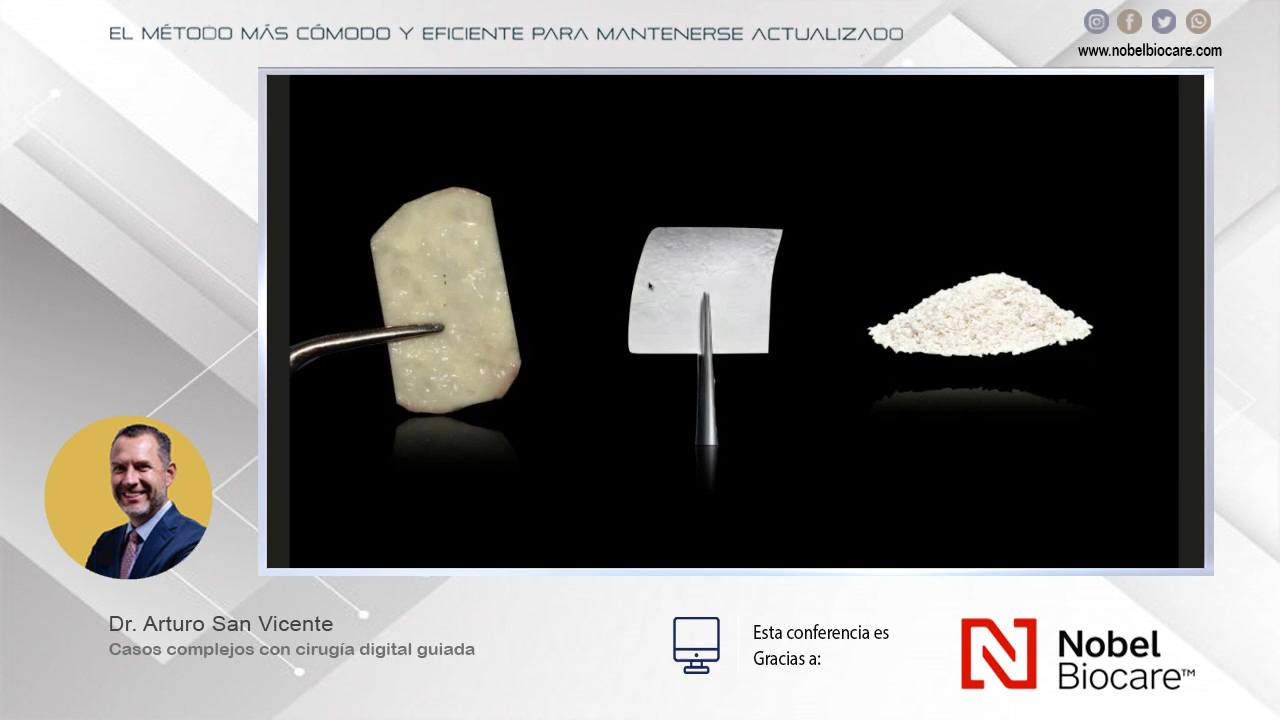 EL MÉTODO MÁS CÓMODO Y EFICIENTE PARA MANTENERSE ACTUALIZADO
www.nobelbiocare.com
Dr. Arturo San Vicente
Casos complejos con cirugía digital guiada
Esta conferencia es
Gracias a:
Nobel
Biocare™